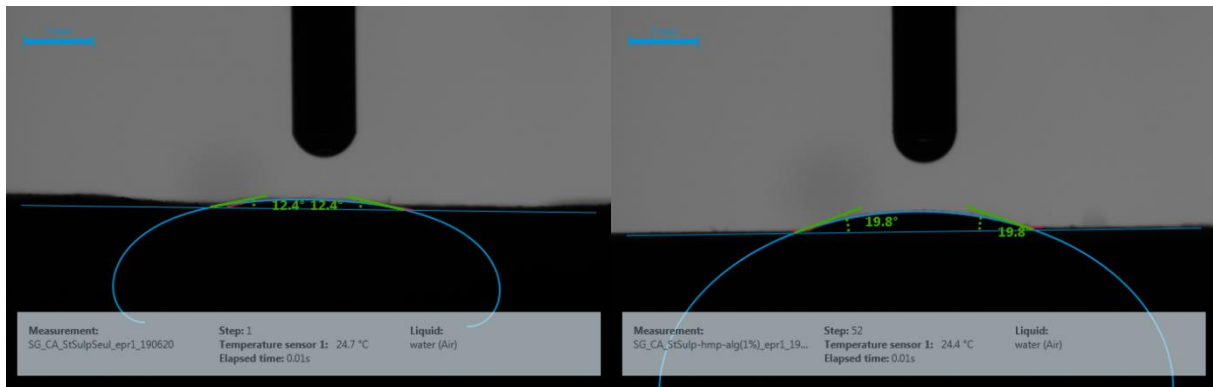 12.4° 12.4°
Measurement:
SG_CA_StSulpSeul_epr1_190620
Step: 1
Temperature sensor 1: 24.7 °C
Elapsed time: 0.01s
Liquid:
water (Air)
19.8°
19.8
Measurement:
SG_CA_StSulp-hmp-alg(1%)_epr1_19...
Step: 52
Temperature sensor 1: 24.4 °C
Elapsed time: 0.01s
Liquid:
water (Air)